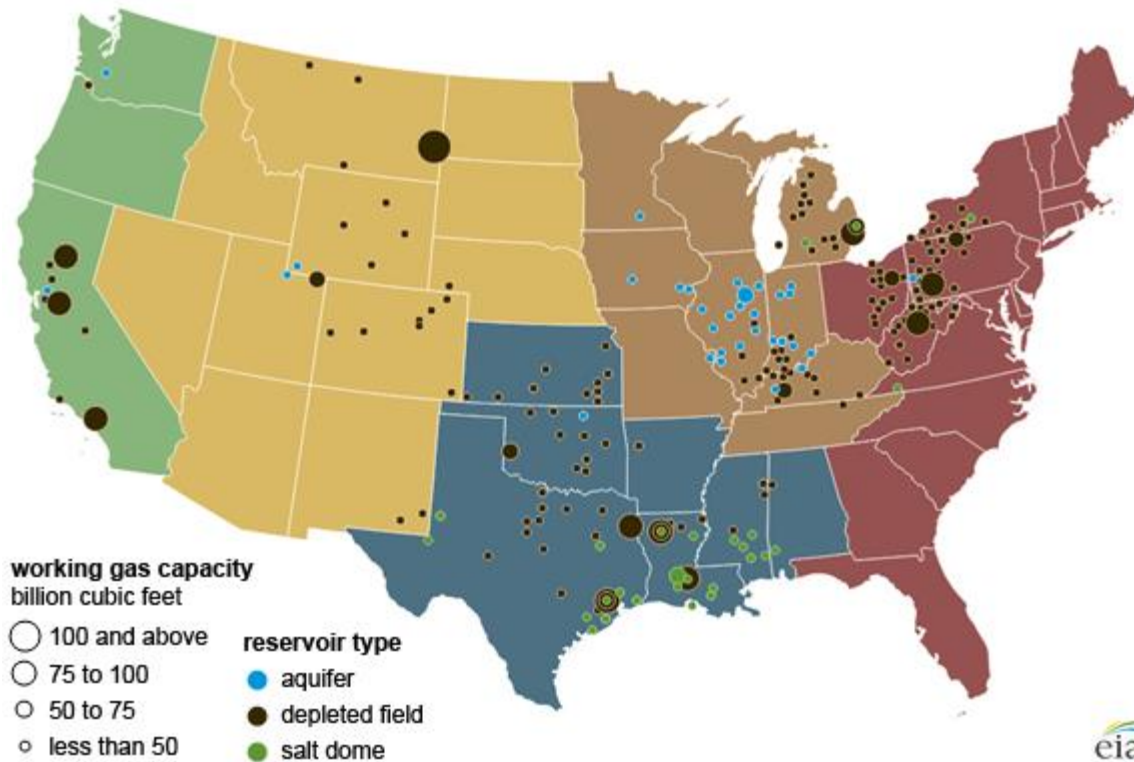 working gas capacity
billion cubic feet
100 and above
75 to 100
50 to 75
less than 50
reservoir type
aquifer
depleted field
salt dome
eia